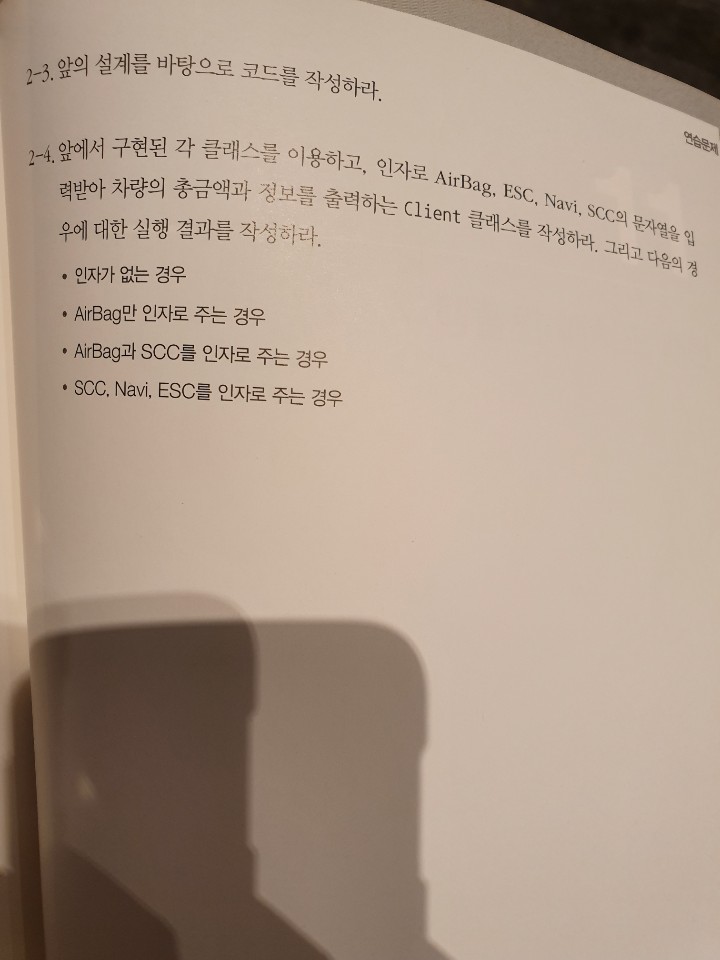 연습문제
2-3. 앞의 설계를 바탕으로 코드를 작성하라.
2-4. 앞에서 구현된 각 클래스를 이용하고, 인자로 AirBag, ESC, Navi, SCC의 문자열을 입
력받아 차량의 총금액과 정보를 출력하는 Client 클래스를 작성하라. 그리고 다음의 경
우에 대한 실행 결과를 작성하라.
• 인자가 없는 경우
• AirBag만 인자로 주는 경우
• AirBag과 SCC를 인자로 주는 경우
• SCC, Navi, ESC를 인자로 주는 경우